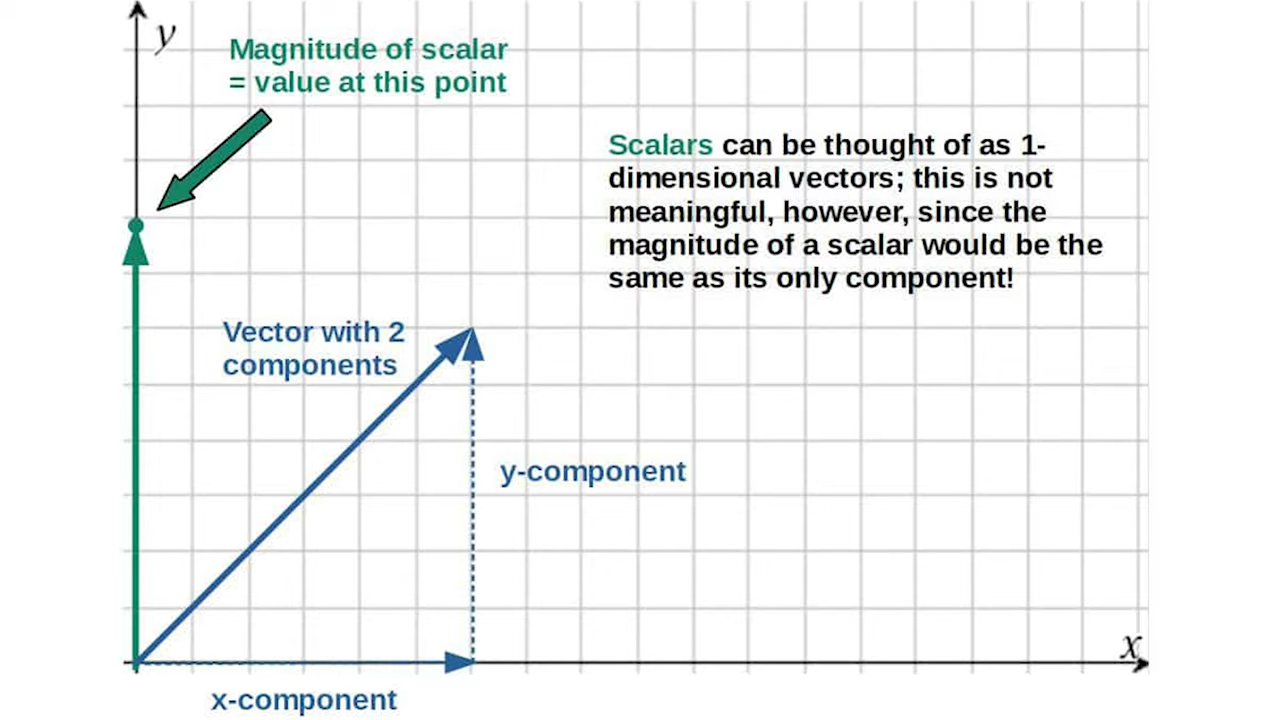 y
Magnitude of scalar
= value at this point
Scalars can be thought of as 1-
dimensional vectors; this is not
meaningful, however, since the
magnitude of a scalar would be the
same as its only component!
Vector with 2
components
y-component
x
x-component